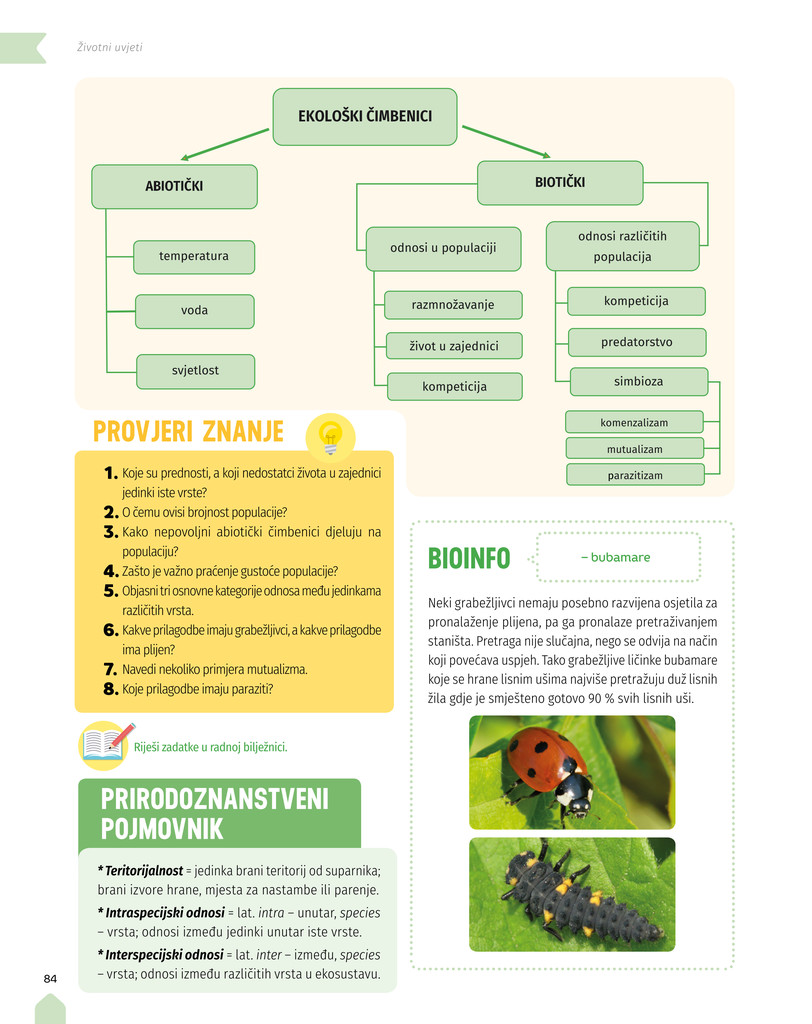 Životni uvjeti
EKOLOŠKI ČIMBENICI
ABIOTIČKI
temperatura
voda
svjetlost
BIOTIČKI
odnosi u populaciji
razmnožavanje
život u zajednici
kompeticija
odnosi različitih
populacija
kompeticija
predatorstvo
simbioza
komenzalizam
mutualizam
parazitizam
PROVJERI ZNANJE
1. Koje su prednosti, a koji nedostatci života u zajednici
jedinki iste vrste?
2. O čemu ovisi brojnost populacije?
3. Kako nepovoljni abiotički čimbenici djeluju na
populaciju?
4. Zašto je važno praćenje gustoće populacije?
5. Objasni tri osnovne kategorije odnosa među jedinkama
različitih vrsta.
6. Kakve prilagodbe imaju grabežljivci, a kakve prilagodbe
ima plijen?
7. Navedi nekoliko primjera mutualizma.
8. Koje prilagodbe imaju paraziti?
Riješi zadatke u radnoj bilježnici.
PRIRODOZNANSTVENI
POJMOVNIK
* Teritorijalnost = jedinka brani teritorij od suparnika;
brani izvore hrane, mjesta za nastambe ili parenje.
* Intraspecijski odnosi = lat. intra – unutar, species
– vrsta; odnosi između jedinki unutar iste vrste.
* Interspecijski odnosi = lat. inter – između, species
– vrsta; odnosi između različitih vrsta u ekosustavu.
BIOINFO
– bubamare
Neki grabežljivci nemaju posebno razvijena osjetila za
pronalaženje plijena, pa ga pronalaze pretraživanjem
staništa. Pretraga nije slučajna, nego se odvija na način
koji povećava uspjeh. Tako grabežljive ličinke bubamare
koje se hrane lisnim ušima najviše pretražuju duž lisnih
žila gdje je smješteno gotovo 90 % svih lisnih uši.
84